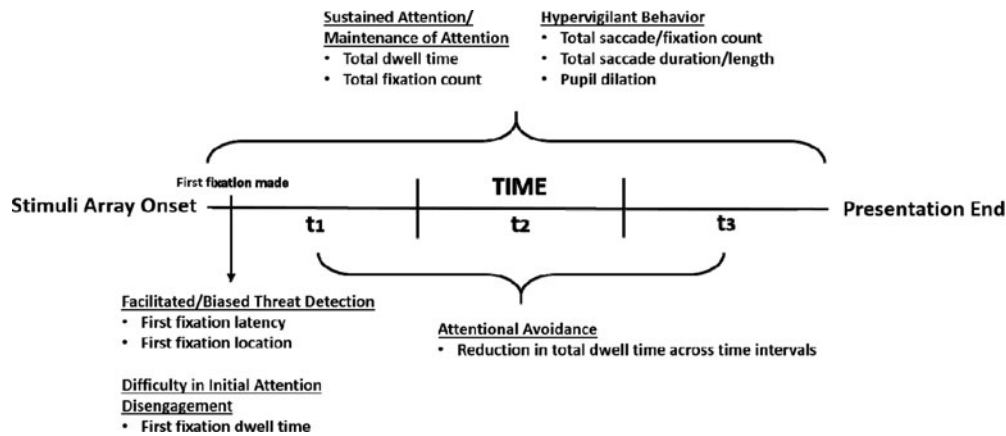 Sustained Attention/
Maintenance of Attention
• Total dwell time
• Total fixation count
Hypervigilant Behavior
• Total saccade/fixation count
• Total saccade duration/length
• Pupil dilation
First fixation made
TIME
Stimuli Array Onset
t1
t2
t3
Presentation End
Facilitated/Biased Threat Detection
• First fixation latency
• First fixation location
Attentional Avoidance
• Reduction in total dwell time across time intervals
Difficulty in Initial Attention
Disengagement
• First fixation dwell time